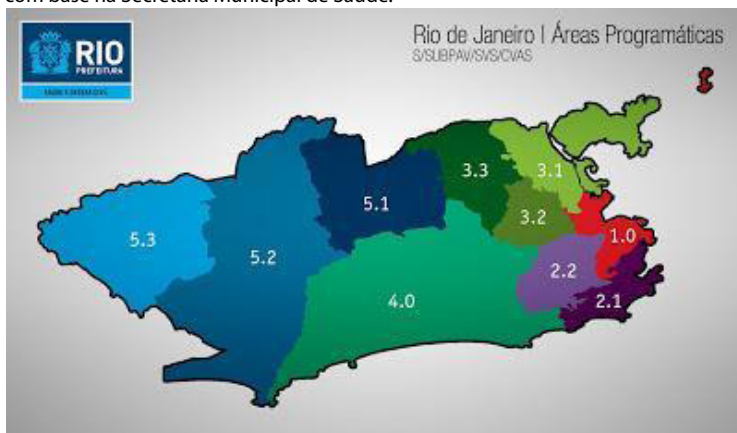 com base na Secretaria Municipal de Saúde.
Rio de Janeiro | Áreas Programáticas
S/SUBPAV/SVS/CVAS
RIO
PREFEITURA
3.3
3.1
5.1
3.2
5.3
5.2
1.0
2.2
4.0
2.1